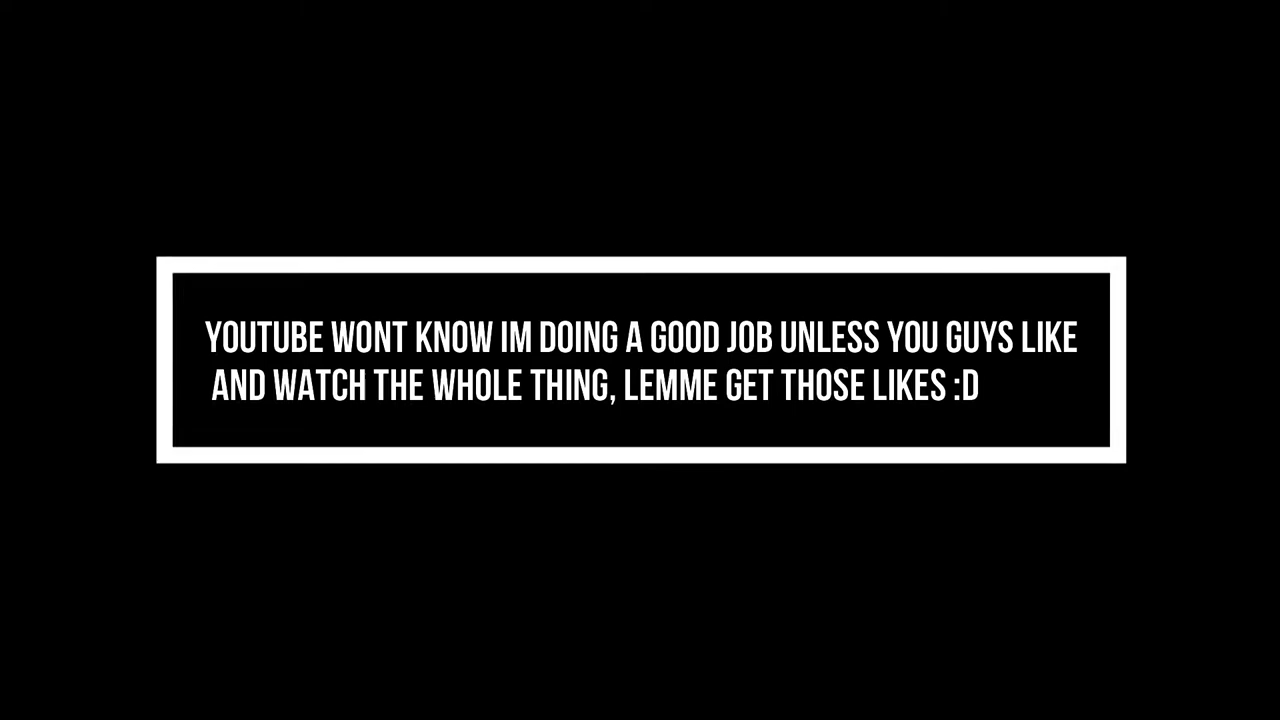 YOUTUBE WONT KNOW IM DOING A GOOD JOB UNLESS YOU GUYS LIKE
AND WATCH THE WHOLE THING, LEMME GET THOSE LIKES :D